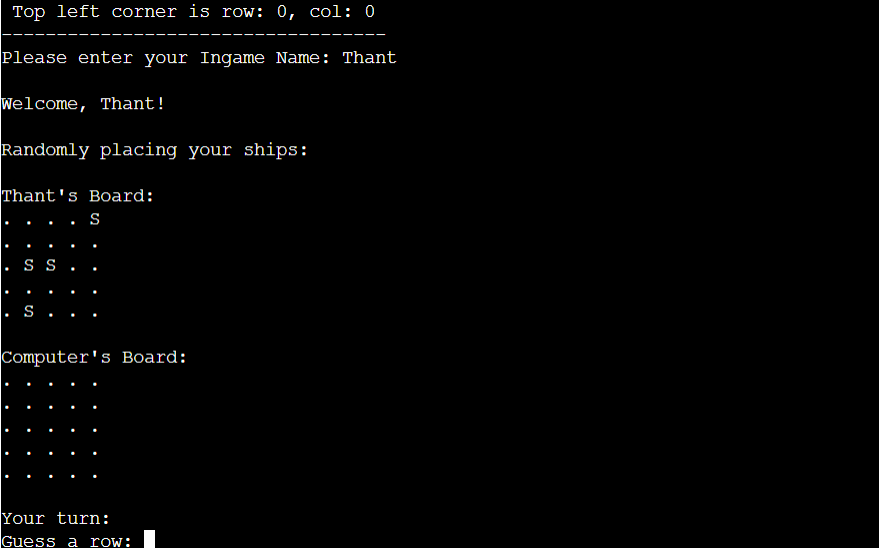 Top left corner is row: 0, col: 0
-----------------------------------
Please enter your Ingame Name: Thant
Welcome, Thant!
Randomly placing your ships:
Thant's Board:
. . . . S
. . . . .
. S S . .
. . . . .
. S . . .
Computer's Board:
. . . . .
. . . . .
. . . . .
. . . . .
. . . . .
Your turn:
Guess a row: